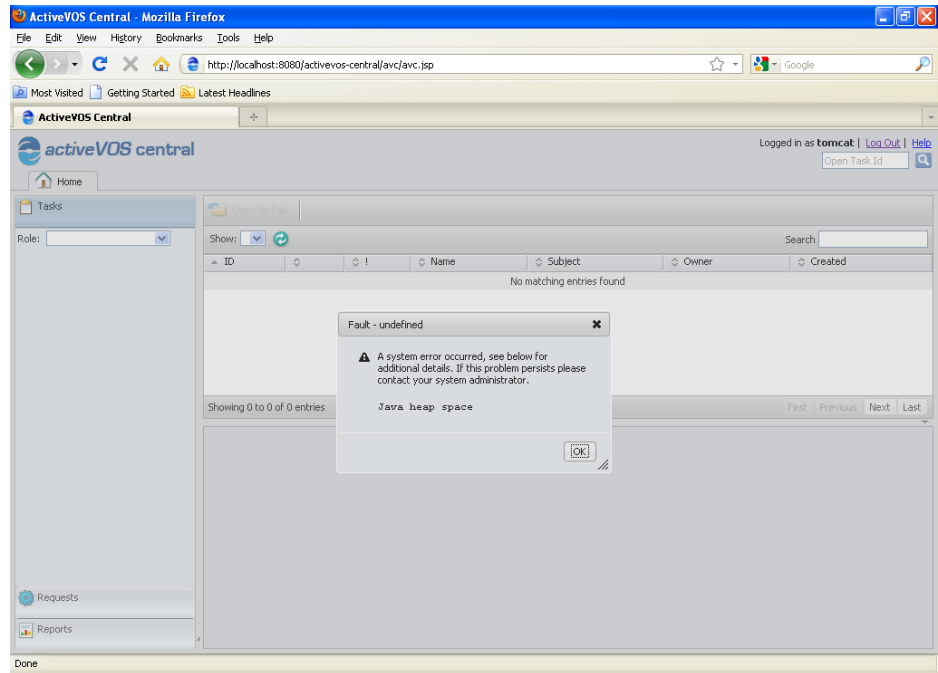 ActiveVOS Central - Mozilla Firefox
File Edit View History Bookmarks Tools Help
http://localhost:8080/activevos-central/avc/avc.jsp
Google
Most Visited Getting Started Latest Headlines
ActiveVOS Central
activeVOS central
Logged in as tomcat | Log Out | Help
Open Task Id
Home
Tasks
Open In Tab
Role:
Show:
Search
ID ! Name Subject Owner Created
No matching entries found
Fault - undefined
A system error occurred, see below for
additional details. If this problem persists please
contact your system administrator.
Java heap space
OK
Showing 0 to 0 of 0 entries
First Previous Next Last
Requests
Reports
Done